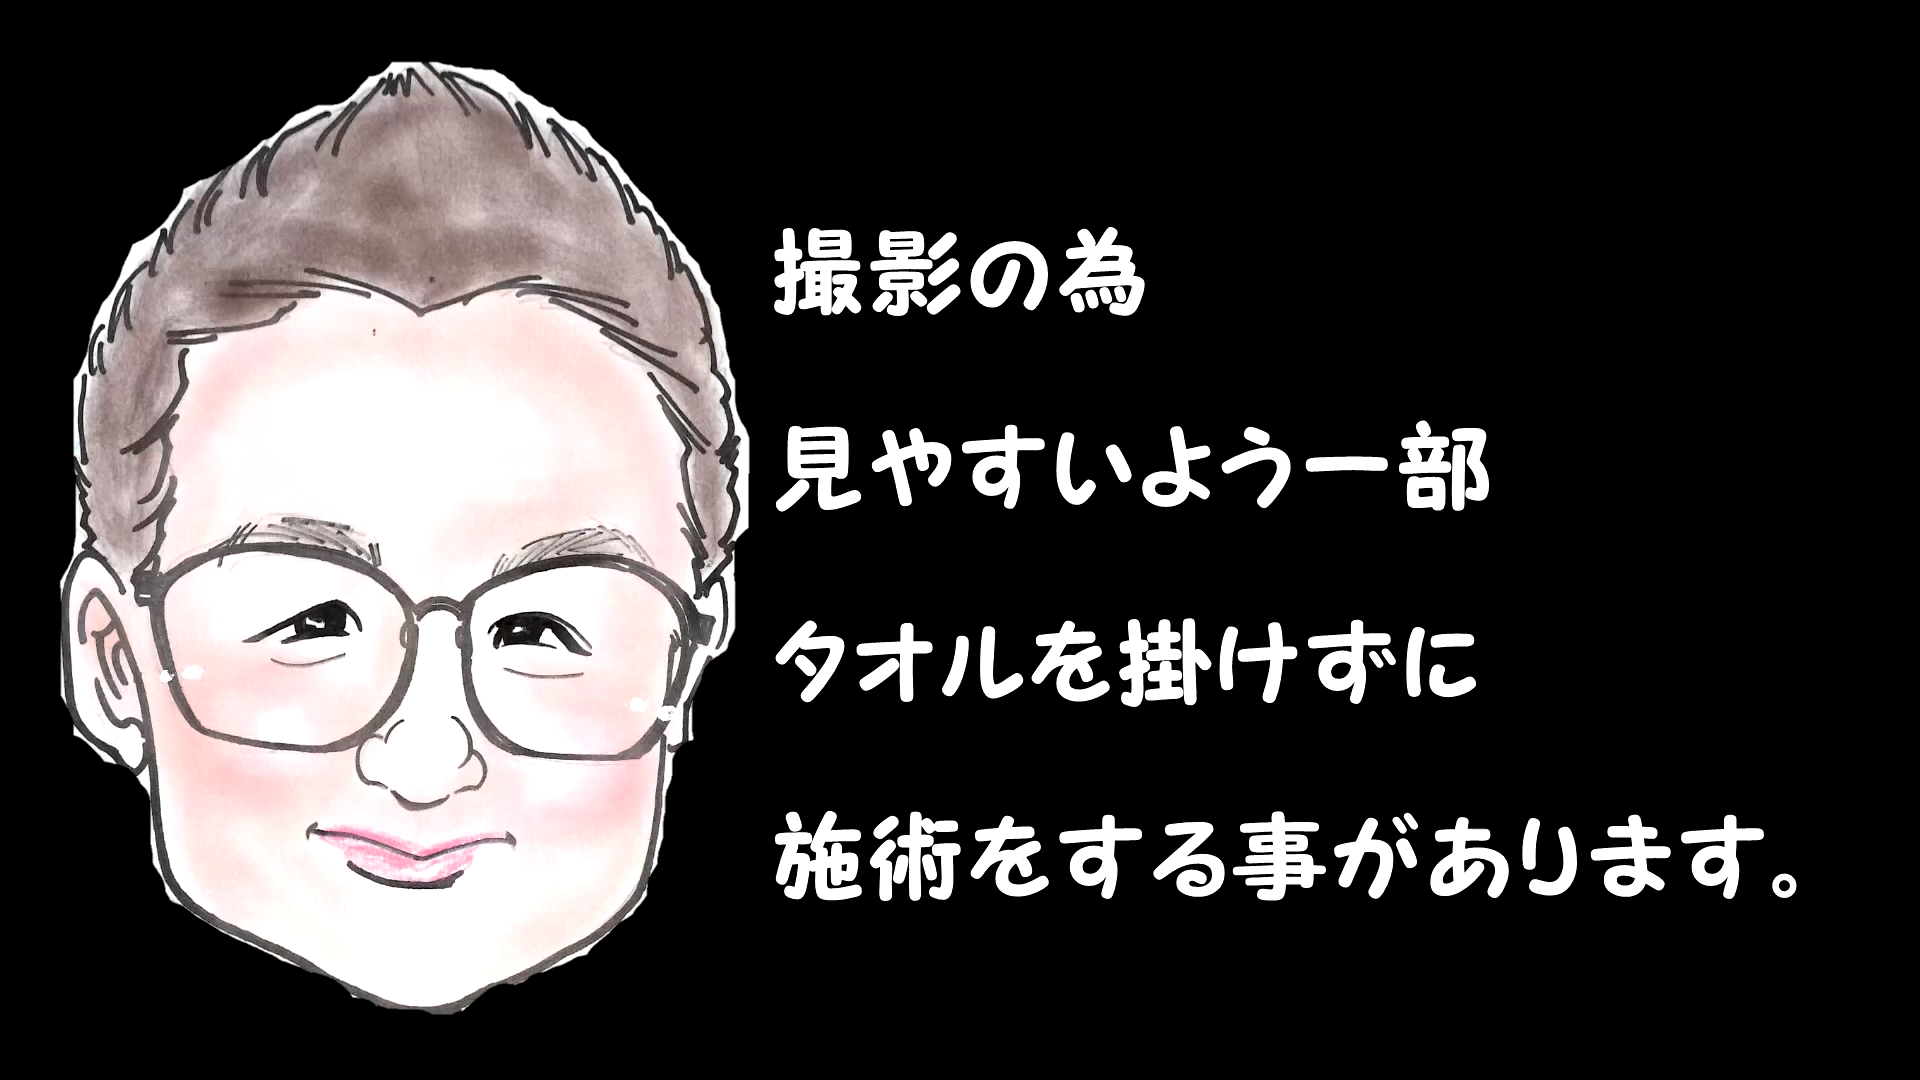 撮影の為
見やすいよう一部
タオルを掛けずに
施術をする事があります。